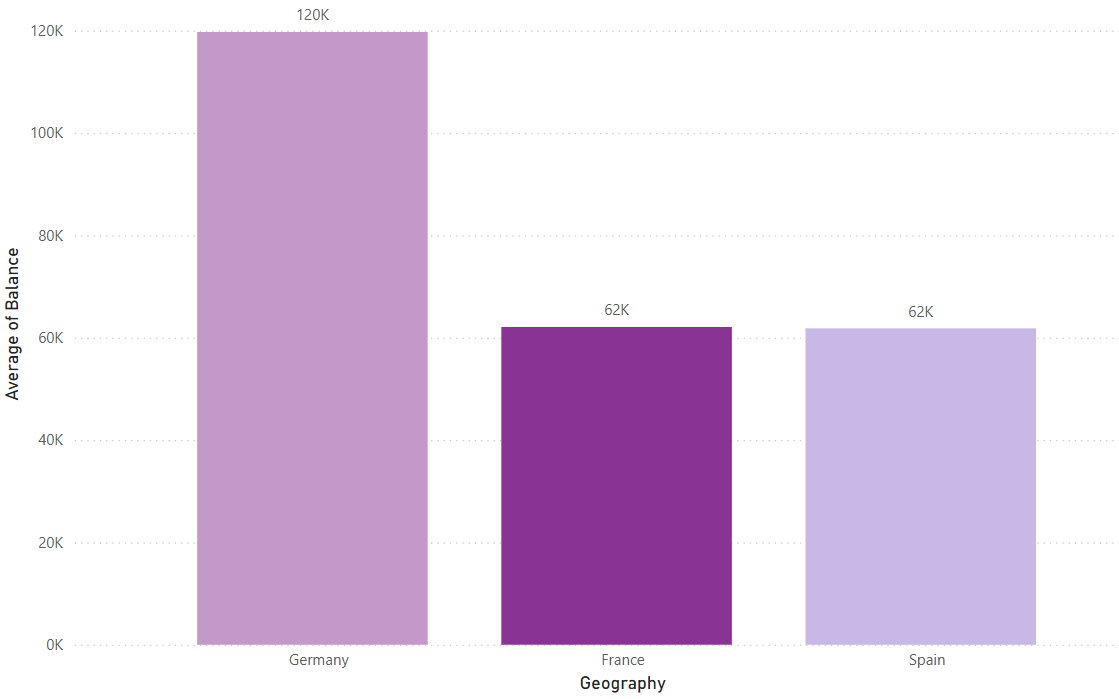 120K
120K
100K
80K
62K
62K
60K
40K
20K
0K
Germany
France
Spain
Geography
Average of Balance